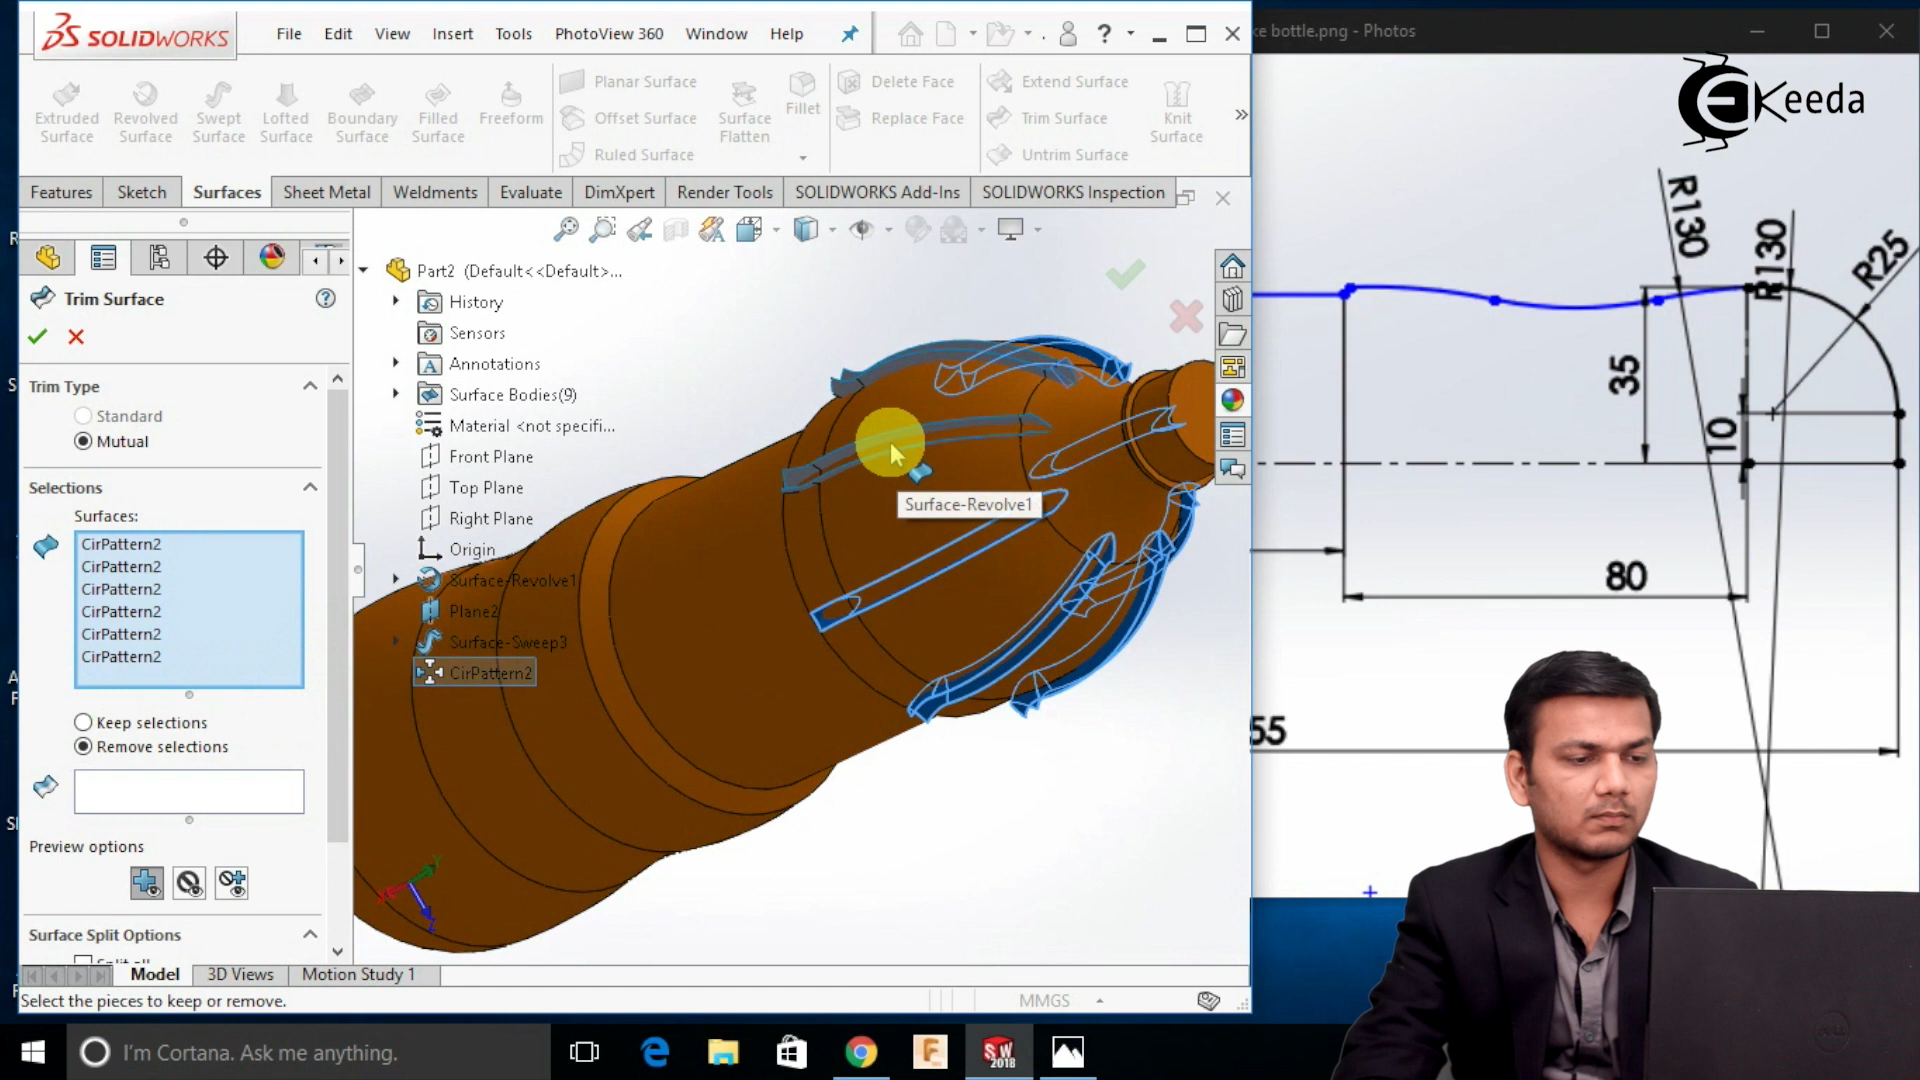 SOLIDWORKS
File Edit View Insert Tools PhotoView 360 Window Help
ke bottle.png - Photos
Keeda
Extruded Surface
Revolved Surface
Swept Surface
Lofted Surface
Boundary Surface
Filled Surface
Freeform
Planar Surface
Offset Surface
Ruled Surface
Surface Flatten
Fillet
Delete Face
Replace Face
Extend Surface
Trim Surface
Untrim Surface
Knit Surface
Features Sketch Surfaces Sheet Metal Weldments Evaluate DimXpert Render Tools SOLIDWORKS Add-Ins SOLIDWORKS Inspection
Trim Surface
Trim Type
Standard
Mutual
Selections
Surfaces:
CirPattern2
CirPattern2
CirPattern2
CirPattern2
CirPattern2
CirPattern2
Keep selections
Remove selections
Preview options
Surface Split Options
Part2 (Default<<Default>...
History
Sensors
Annotations
Surface Bodies(9)
Material <not specifi...
Front Plane
Top Plane
Right Plane
Origin
Surface-Revolve1
Plane2
Surface-Sweep3
CirPattern2
Surface-Revolve1
R130
R130
R25
35
10
80
55
Model 3D Views Motion Study 1
Select the pieces to keep or remove.
MMGS
I'm Cortana. Ask me anything.
SW
2018